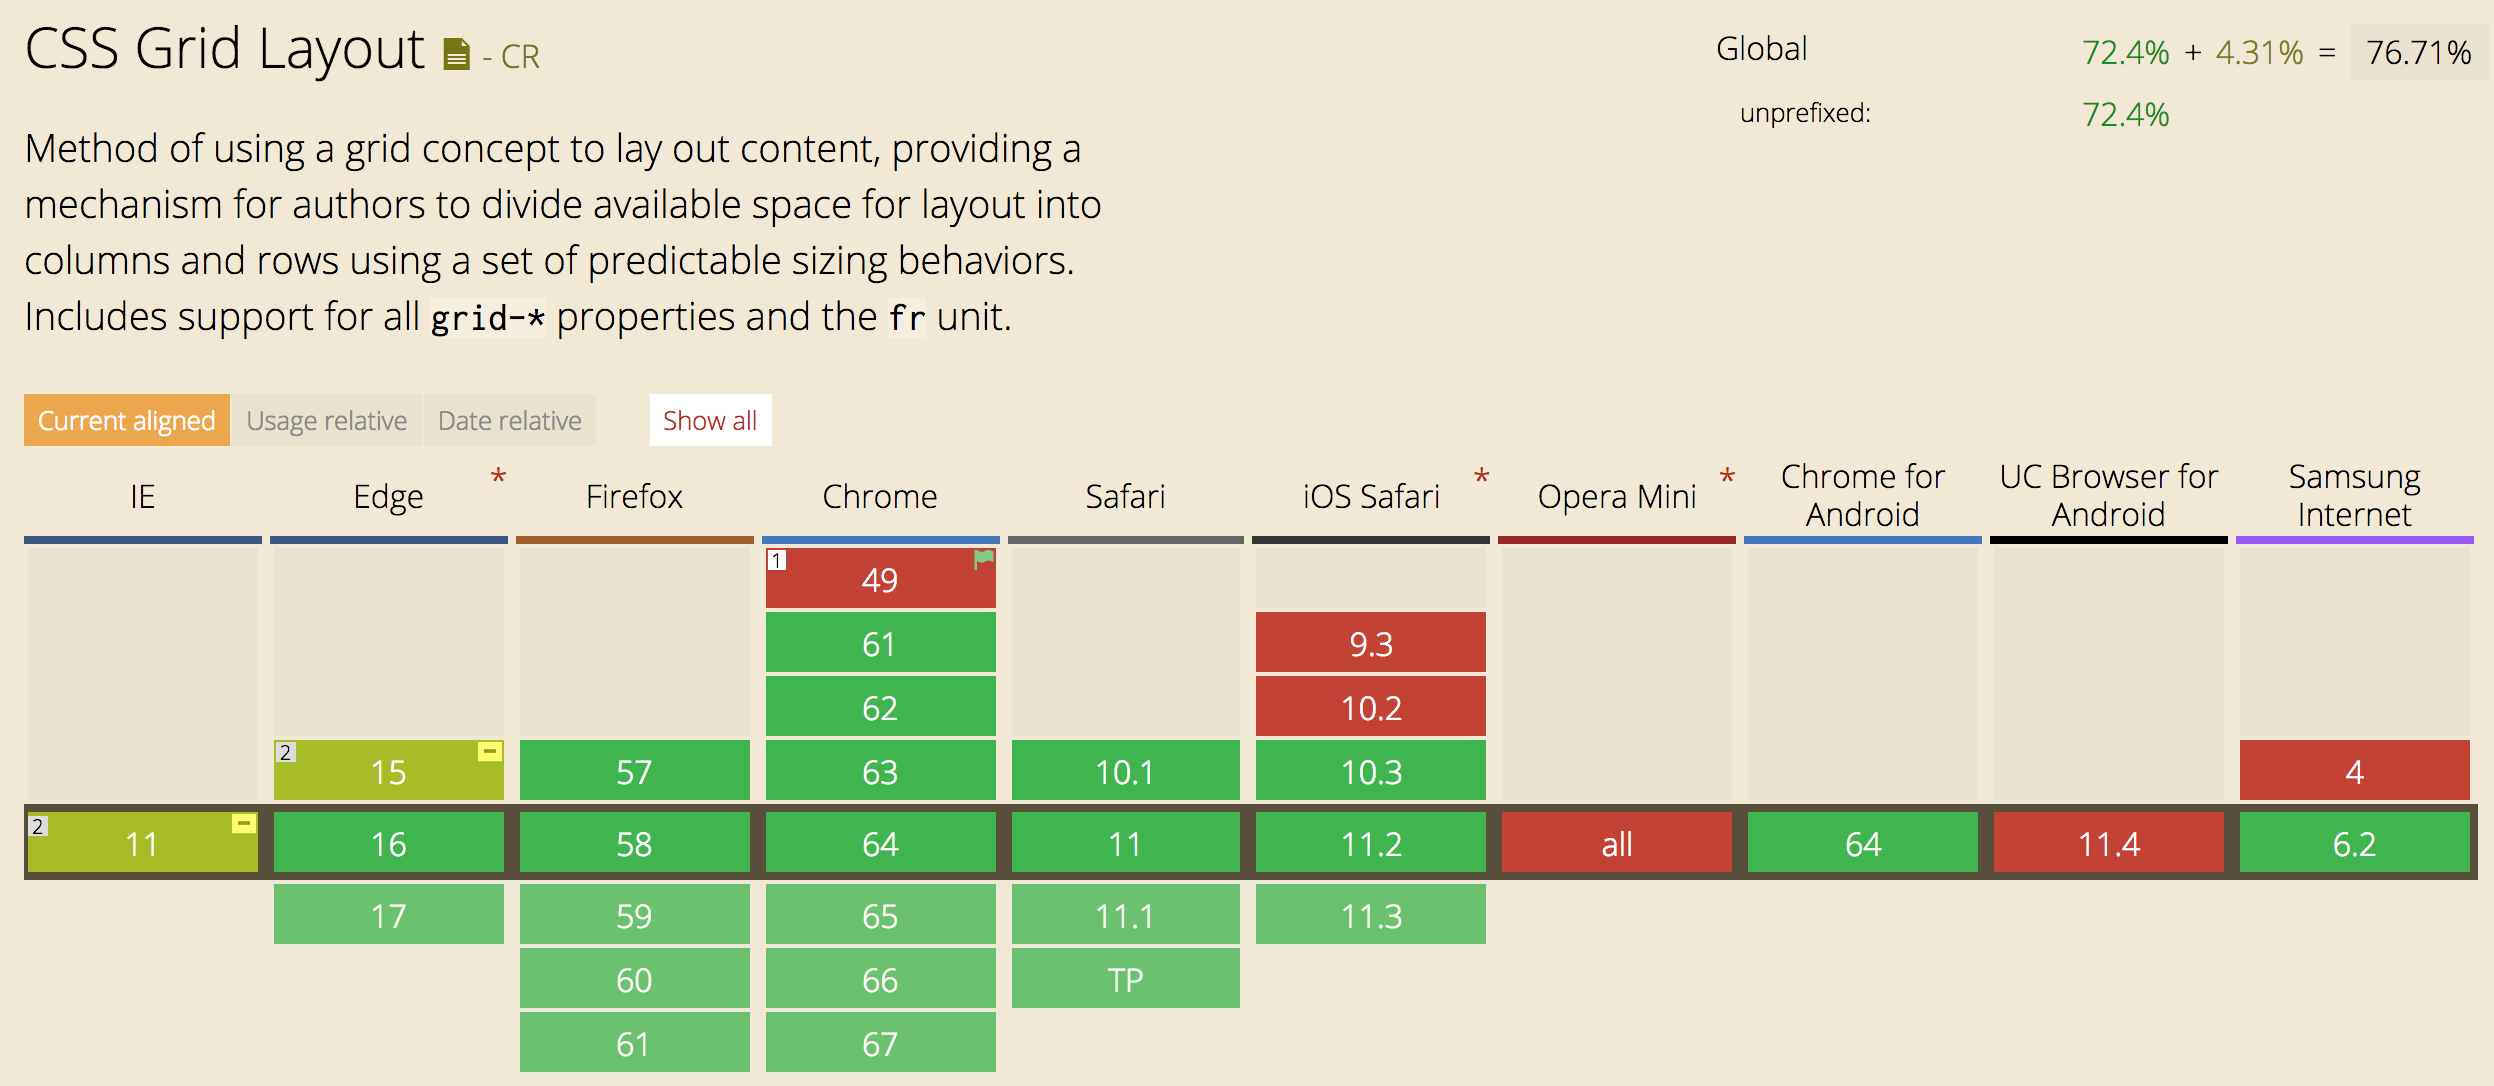 CSS Grid Layout - CR
Global 72.4% + 4.31% = 76.71%
unprefixed: 72.4%
Method of using a grid concept to lay out content, providing a
mechanism for authors to divide available space for layout into
columns and rows using a set of predictable sizing behaviors.
Includes support for all grid-* properties and the fr unit.
Current aligned Usage relative Date relative Show all
IE Edge * Firefox Chrome Safari iOS Safari * Opera Mini * Chrome for Android UC Browser for Android Samsung Internet
1 49
61 9.3
62 10.2
2 15 - 57 63 10.1 10.3 4
2 11 - 16 58 64 11 11.2 all 64 11.4 6.2
17 59 65 11.1 11.3
60 66 TP
61 67